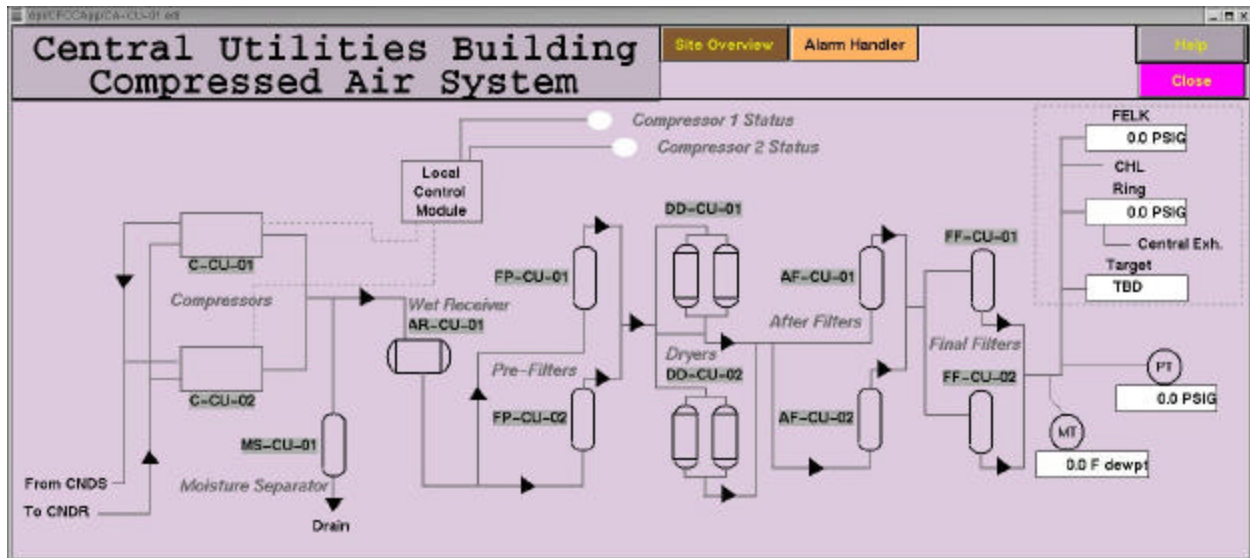 Central Utilities Building
Compressed Air System
Site Overview
Alarm Handler
Help
Close
Compressor 1 Status
Compressor 2 Status
Local
Control
Module
FELK
0.0 PSIG
CHL
Ring
0.0 PSIG
Central Exh.
Target
TBD
C-CU-01
Compressors
C-CU-02
Wet Receiver
AR-CU-01
MS-CU-01
Moisture Separator
Drain
From CNDS
To CNDR
FP-CU-01
Pre-Filters
FP-CU-02
DD-CU-01
Dryers
DD-CU-02
AF-CU-01
After Filters
AF-CU-02
FF-CU-01
Final Filters
FF-CU-02
PT
0.0 PSIG
MT
0.0 F dewpt